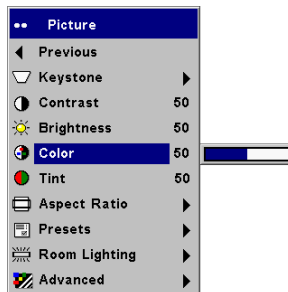 Picture
Previous
Keystone
Contrast 50
Brightness 50
Color 50
Tint 50
Aspect Ratio
Presets
Room Lighting
Advanced